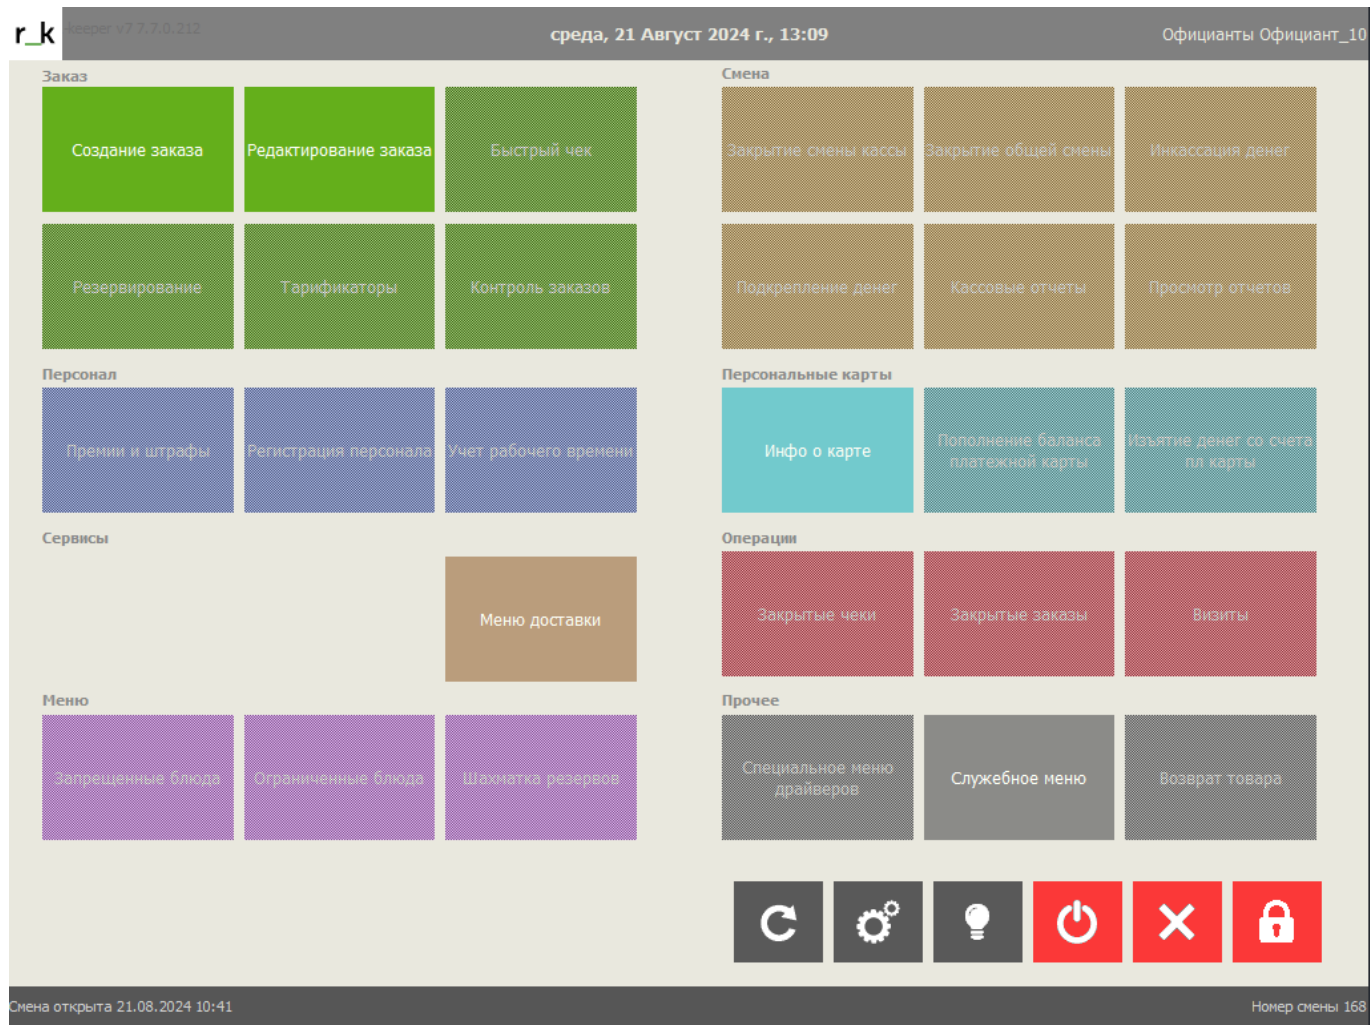 r_k
keeper v7 7.7.0.212
среда, 21 Август 2024 г., 13:09
Официанты Официант_10
Заказ
Создание заказа
Редактирование заказа
Быстрый чек
Резервирование
Тарификаторы
Контроль заказов
Смена
Закрытие смены кассы
Закрытие общей смены
Инкассация денег
Подкрепление денег
Кассовые отчеты
Просмотр отчетов
Персонал
Премии и штрафы
Регистрация персонала
Учет рабочего времени
Персональные карты
Инфо о карте
Пополнение баланса
платежной карты
Изъятие денег со счета
пл карты
Сервисы
Меню доставки
Операции
Закрытые чеки
Закрытые заказы
Визиты
Меню
Запрещенные блюда
Ограниченные блюда
Шахматка резервов
Прочее
Специальное меню
драйверов
Служебное меню
Возврат товара
Смена открыта 21.08.2024 10:41
Номер смены 168